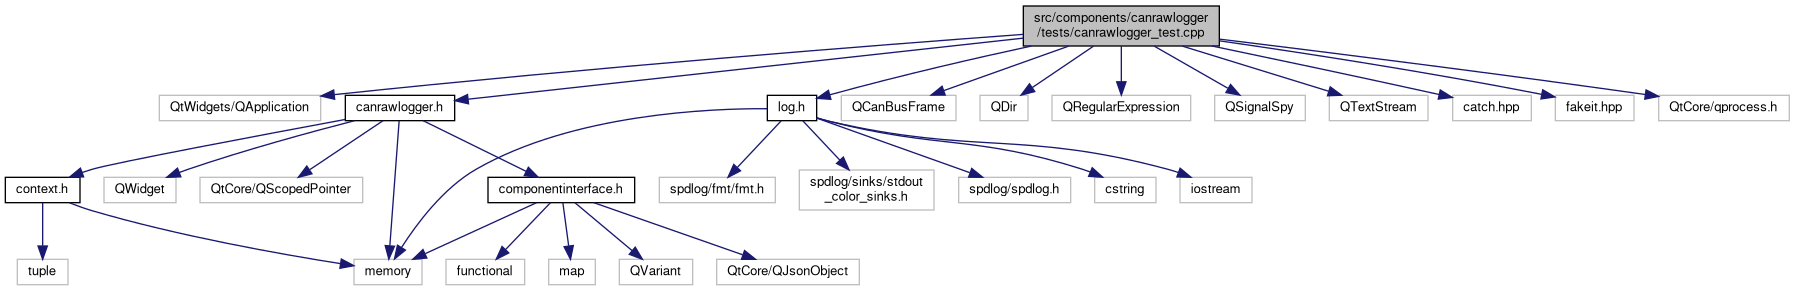 src/components/canrawlogger
/tests/canrawlogger_test.cpp
QtWidgets/QApplication
canrawlogger.h
log.h
QCanBusFrame
QDir
QRegularExpression
QSignalSpy
QTextStream
catch.hpp
fakeit.hpp
QtCore/qprocess.h
context.h
QWidget
QtCore/QScopedPointer
componentinterface.h
spdlog/fmt/fmt.h
spdlog/sinks/stdout
_color_sinks.h
spdlog/spdlog.h
cstring
iostream
tuple
memory
functional
map
QVariant
QtCore/QJsonObject